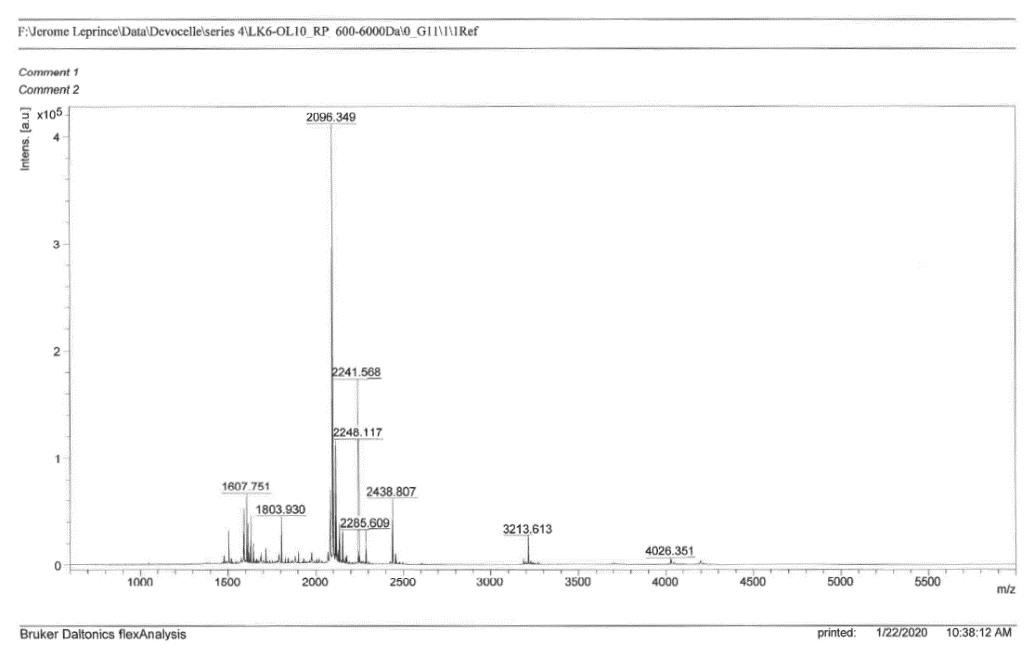 F:\Jerome Leprince\Data\Devocelle\series 4\LK6-OL10_RP_600-6000Da\0_G11\1\1Ref
Comment 1
Comment 2
Intens. [a.u]
x10⁵
4
3
2
1
0
2096.349
2241.568
2248.117
1607.751
2438.807
1803.930
2285.609
3213.613
4026.351
1000 1500 2000 2500 3000 3500 4000 4500 5000 5500
m/z
Bruker Daltonics flexAnalysis printed: 1/22/2020 10:38:12 AM